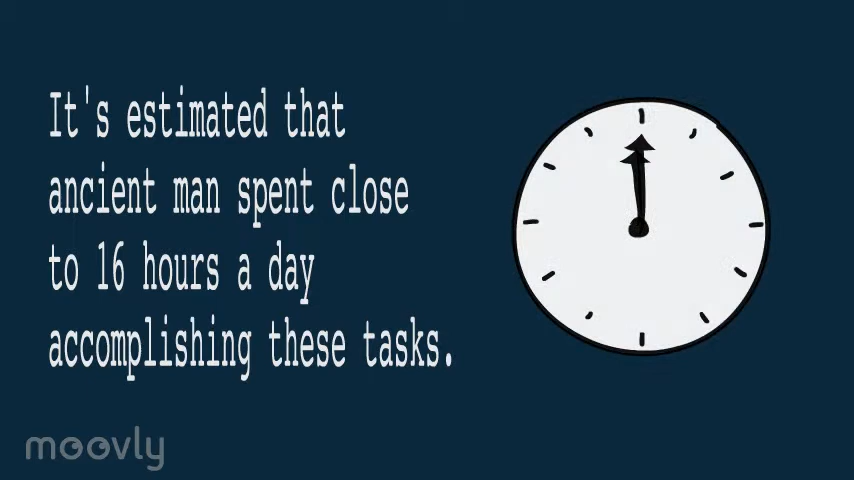 It's estimated that
ancient man spent close
to 16 hours a day
accomplishing these tasks.
moovly